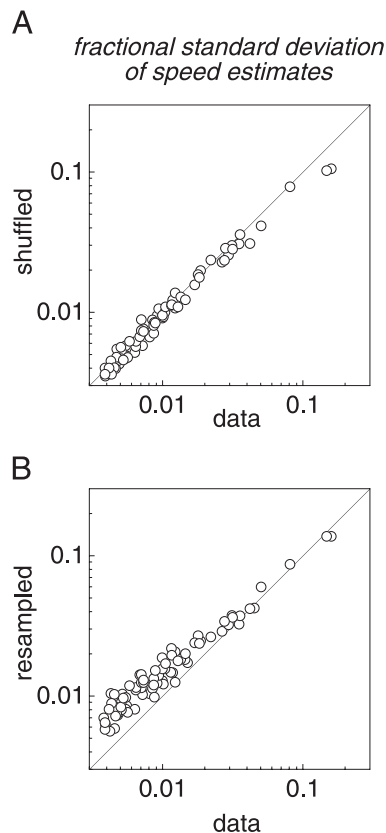 A
fractional standard deviation
of speed estimates
shuffled
0.1
0.01
0.01
0.1
data
B
resampled
0.1
0.01
0.01
0.1
data